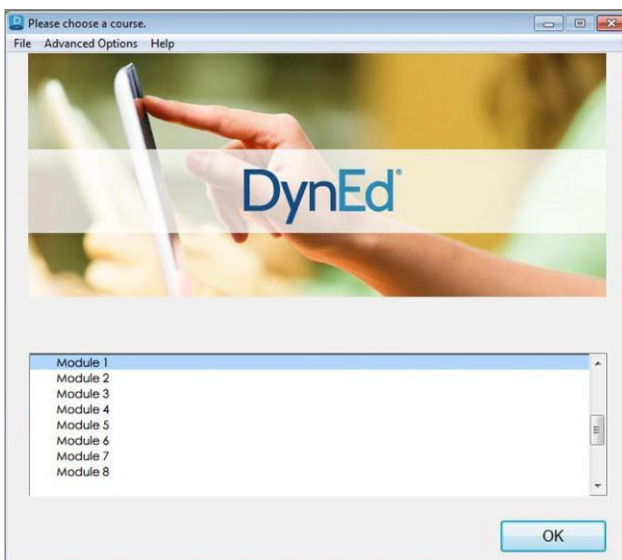 Please choose a course.
File Advanced Options Help
DynEd®
Module 1
Module 2
Module 3
Module 4
Module 5
Module 6
Module 7
Module 8
OK